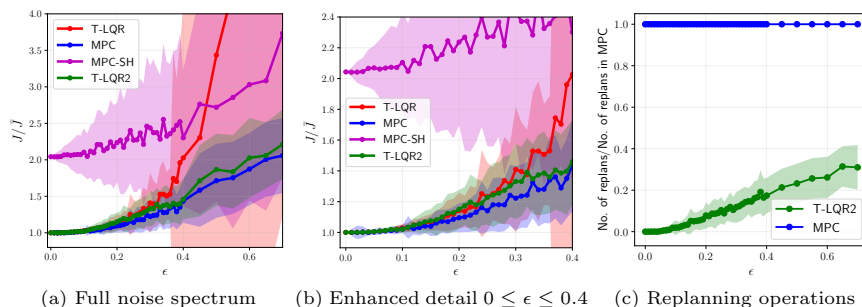 4.0
3.5
3.0
2.5
2.0
1.5
1.0
J/J̄
0.0
0.2
0.4
0.6
ϵ
T-LQR
MPC
MPC-SH
T-LQR2
(a) Full noise spectrum
2.4
2.2
2.0
1.8
1.6
1.4
1.2
1.0
J/J̄
0.0
0.1
0.2
0.3
0.4
ϵ
T-LQR
MPC
MPC-SH
T-LQR2
(b) Enhanced detail 0 ≤ ϵ ≤ 0.4
1.0
0.8
0.6
0.4
0.2
0.0
No. of replans/No. of replans in MPC
0.0
0.2
0.4
0.6
ϵ
T-LQR2
MPC
(c) Replanning operations